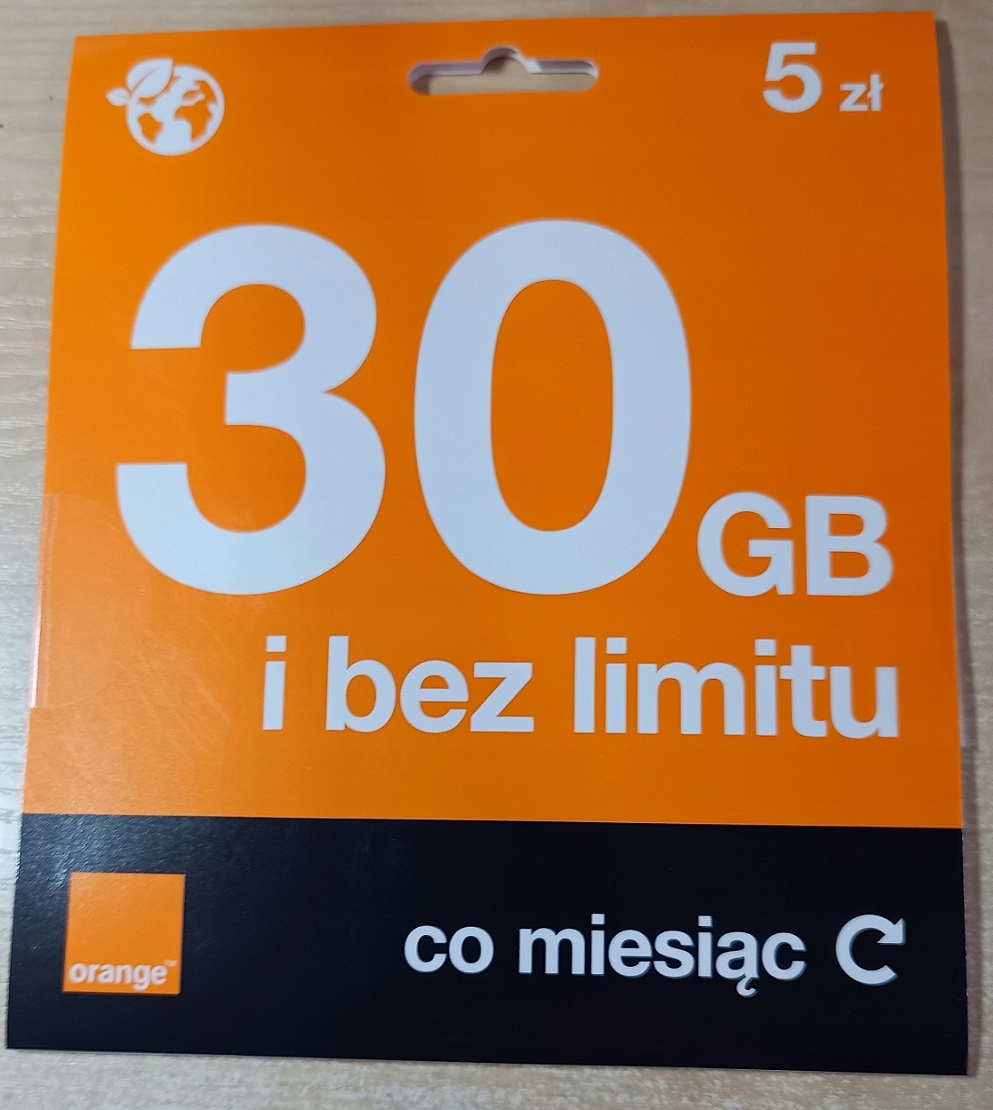 5 zł
30 GB
i bez limitu
orange™
co miesiąc